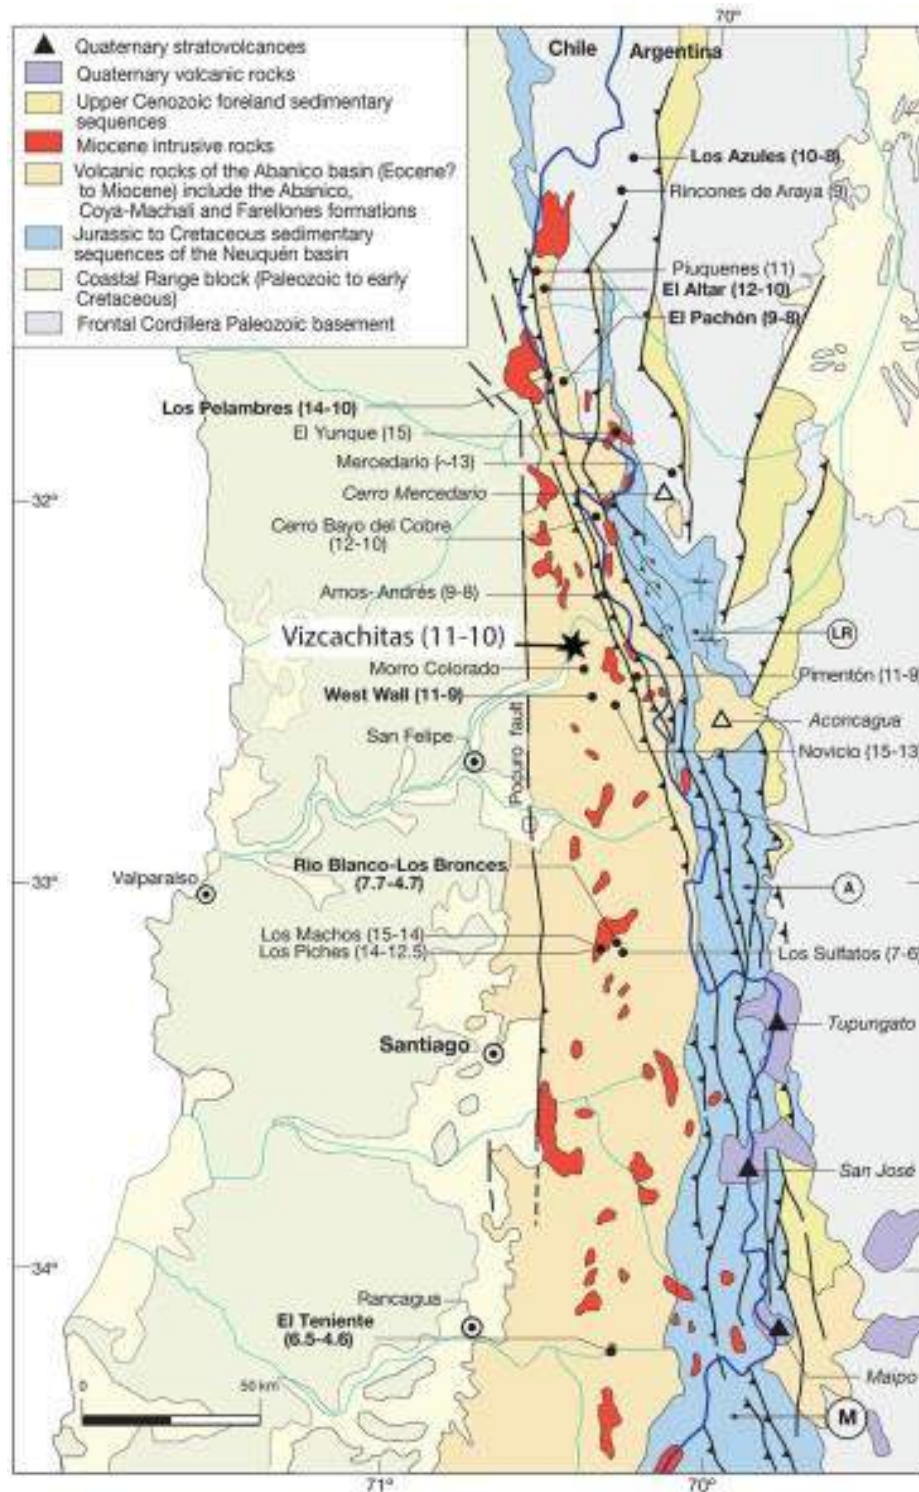 70°
Chile
Argentina
Quaternary stratovolcanoes
Quaternary volcanic rocks
Upper Cenozoic foreland sedimentary
sequences
Miocene intrusive rocks
Volcanic rocks of the Abanico basin (Eocene?
to Miocene) include the Abanico,
Coya-Machalí and Farellones formations
Jurassic to Cretaceous sedimentary
sequences of the Neuquén basin
Coastal Range block (Paleozoic to early
Cretaceous)
Frontal Cordillera Paleozoic basement
Los Azules (10-8)
Rincones de Araya (9)
Piuquenes (11)
El Altar (12-10)
El Pachón (9-8)
Los Pelambres (14-10)
El Yunque (15)
Mercedario (~13)
Cerro Mercedario
32°
Cerro Bayo del Cobre
(12-10)
Amos-Andrés (9-8)
Vizcachitas (11-10)
LR
Morro Colorado
Pimentón (11-9
West Wall (11-9)
Aconcagua
San Felipe
Pocuro fault
Novicio (15-13)
Rio Blanco-Los Bronces
(7.7-4.7)
Valparaiso
33°
A
Los Machos (15-14)
Los Piches (14-12.5)
Los Sulfatos (7-6)
Tupungato
Santiago
San José
34°
Rancagua
El Teniente
(6.5-4.6)
Maipo
0
50 km
M
71°
70°